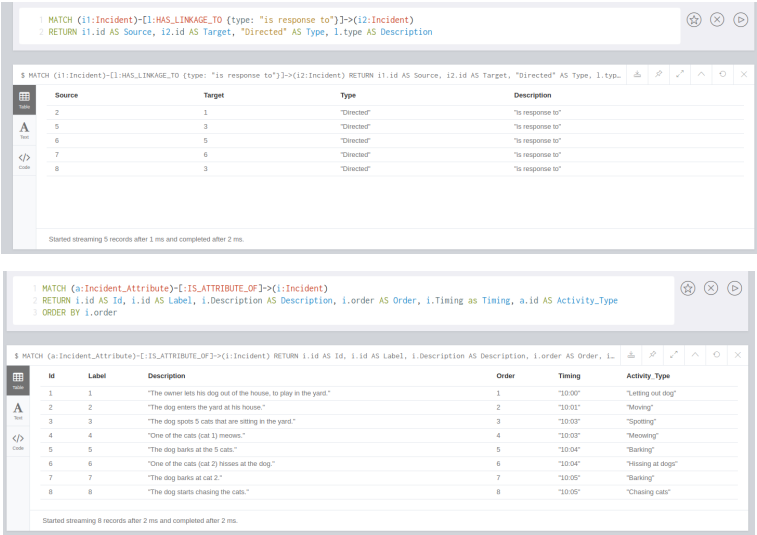 1 MATCH (i1:Incident)-[l:HAS_LINKAGE_TO {type: "is response to"}]->(i2:Incident)
2 RETURN i1.id AS Source, i2.id AS Target, "Directed" AS Type, l.type AS Description
$ MATCH (i1:Incident)-[l:HAS_LINKAGE_TO {type: "is response to"}]->(i2:Incident) RETURN i1.id AS Source, i2.id AS Target, "Directed" AS Type, l.typ…
Table
Text
Code
Source Target Type Description
2 1 "Directed" "is response to"
5 3 "Directed" "is response to"
6 5 "Directed" "is response to"
7 6 "Directed" "is response to"
8 3 "Directed" "is response to"
Started streaming 5 records after 1 ms and completed after 2 ms.
1 MATCH (a:Incident_Attribute)-[:IS_ATTRIBUTE_OF]->(i:Incident)
2 RETURN i.id AS Id, i.id AS Label, i.Description AS Description, i.order AS Order, i.Timing as Timing, a.id AS Activity_Type
3 ORDER BY i.order
$ MATCH (a:Incident_Attribute)-[:IS_ATTRIBUTE_OF]->(i:Incident) RETURN i.id AS Id, i.id AS Label, i.Description AS Description, i.order AS Order, i…
Table
Text
Code
Id Label Description Order Timing Activity_Type
1 1 "The owner lets his dog out of the house, to play in the yard." 1 "10:00" "Letting out dog"
2 2 "The dog enters the yard at his house." 2 "10:01" "Moving"
3 3 "The dog spots 5 cats that are sitting in the yard." 3 "10:03" "Spotting"
4 4 "One of the cats (cat 1) meows." 4 "10:03" "Meowing"
5 5 "The dog barks at the 5 cats." 5 "10:04" "Barking"
6 6 "One of the cats (cat 2) hisses at the dog." 6 "10:04" "Hissing at dogs"
7 7 "The dog barks at cat 2." 7 "10:05" "Barking"
8 8 "The dog starts chasing the cats." 8 "10:05" "Chasing cats"
Started streaming 8 records after 2 ms and completed after 2 ms.